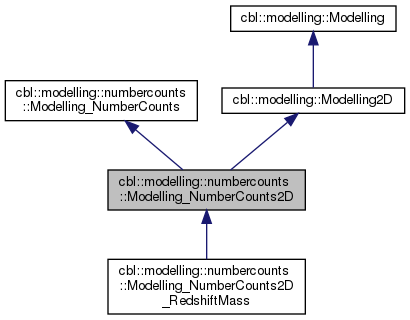 cbl::modelling::Modelling
cbl::modelling::numbercounts
::Modelling_NumberCounts
cbl::modelling::Modelling2D
cbl::modelling::numbercounts
::Modelling_NumberCounts2D
cbl::modelling::numbercounts
::Modelling_NumberCounts2D
_RedshiftMass